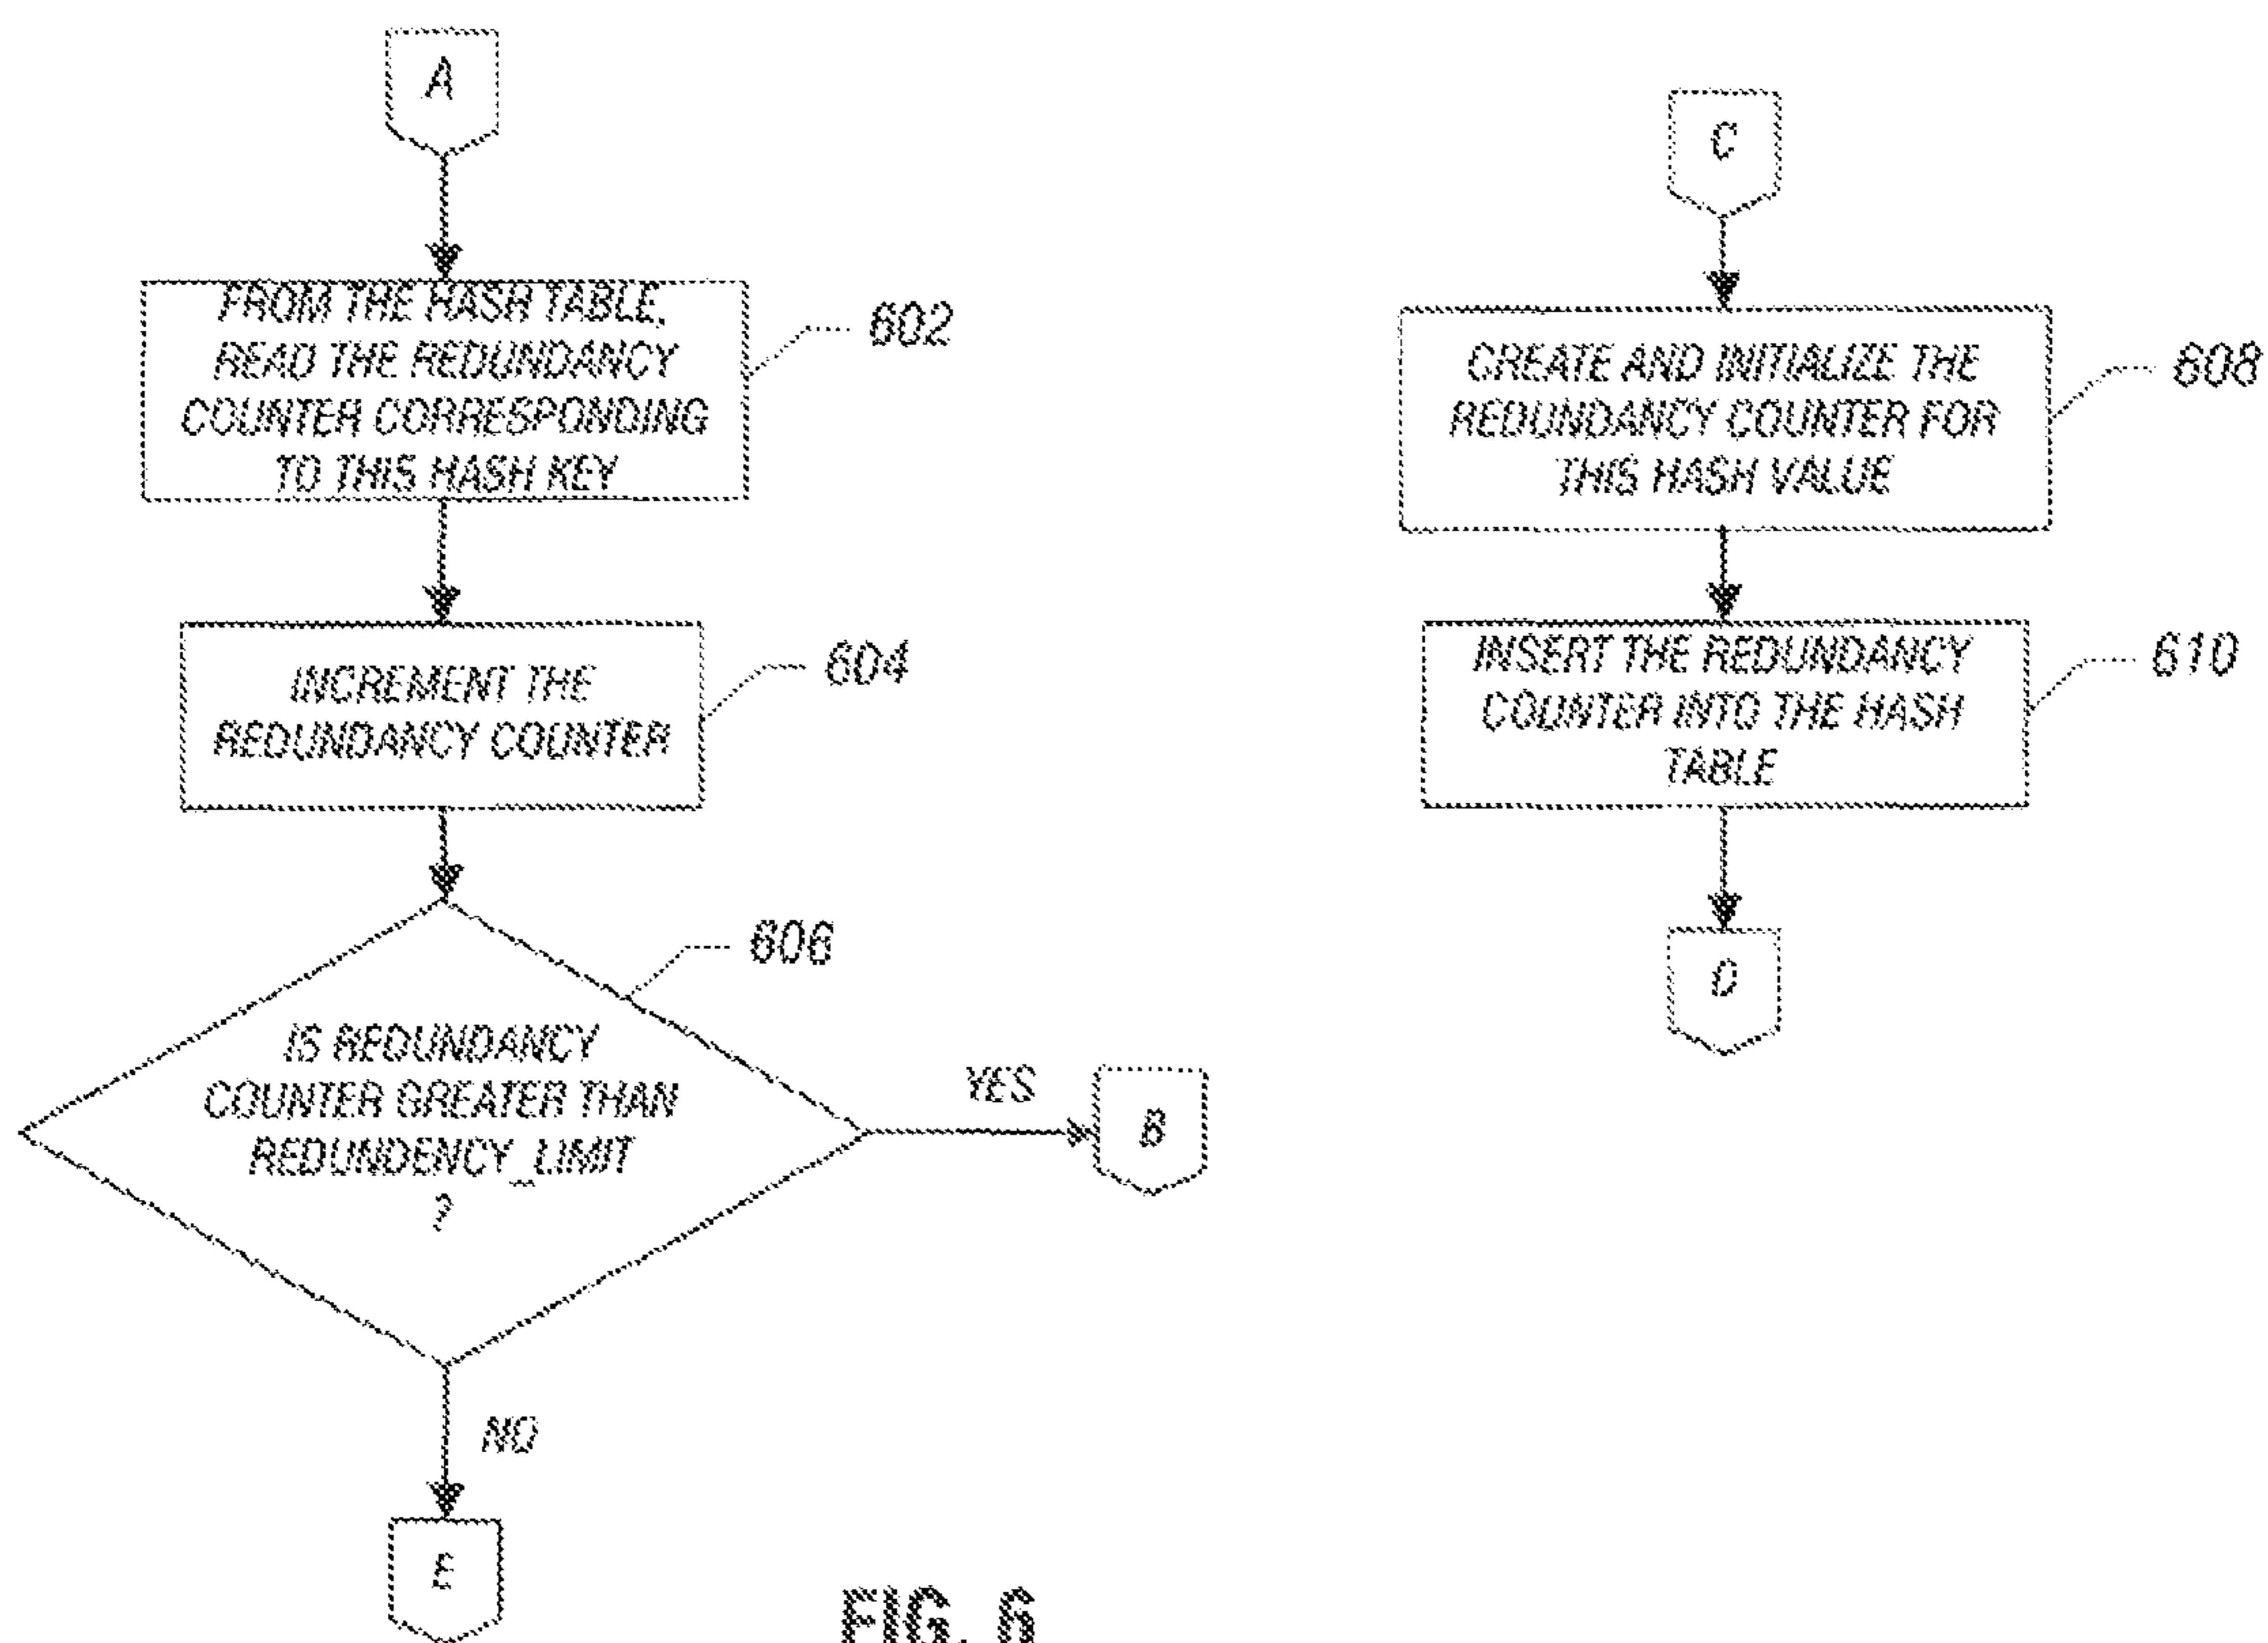 A
FROM THE HASH TABLE,
READ THE REDUNDANCY
COUNTER CORRESPONDING
TO THIS HASH KEY
602
INCREMENT THE
REDUNDANCY COUNTER
604
606
IS REDUNDANCY
COUNTER GREATER THAN
REDUNDENCY_LIMIT
?
YES
B
NO
E
C
CREATE AND INITIALIZE THE
REDUNDANCY COUNTER FOR
THIS HASH VALUE
608
INSERT THE REDUNDANCY
COUNTER INTO THE HASH
TABLE
610
D
FIG. 6